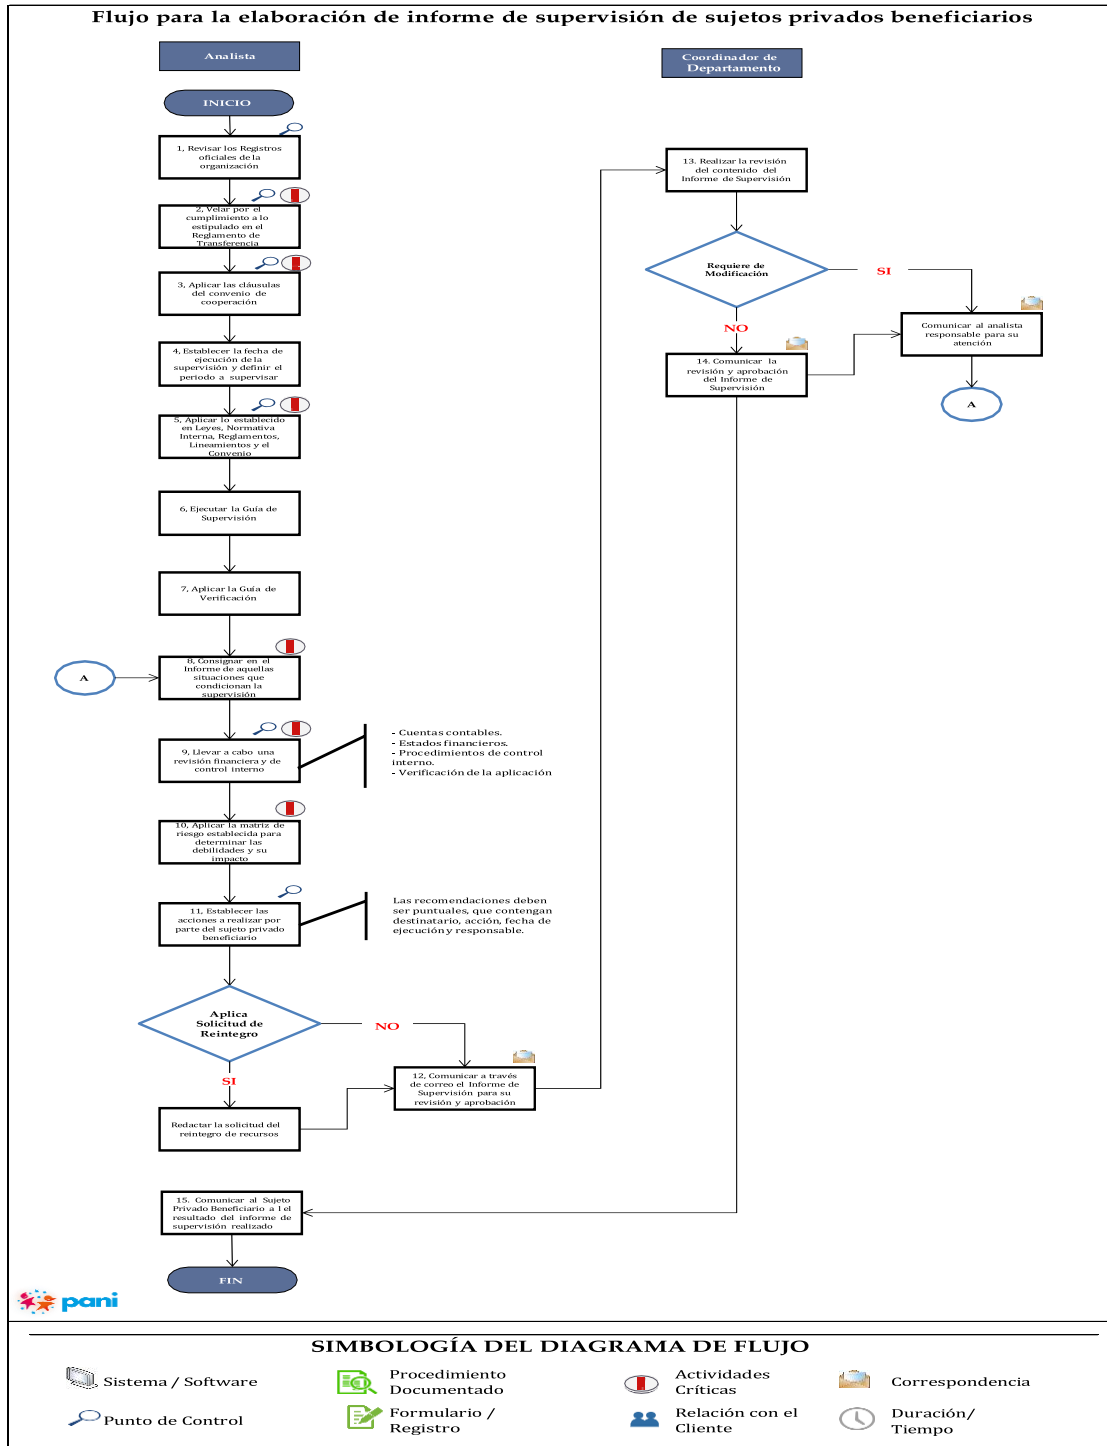 Flujo para la elaboración de informe de supervisión de sujetos privados beneficiarios
Analista
INICIO
1, Revisar los Registros
oficiales de la
organización
2, Velar por el
cumplimiento a lo
estipulado en el
Reglamento de
Transferencia
3, Aplicar las cláusulas
del convenio de
cooperación
4, Establecer la fecha de
ejecución de la
supervisión y definir el
periodo a supervisar
5, Aplicar lo establecido
en Leyes, Normativa
Interna, Reglamentos,
Lineamientos y el
Convenio
6, Ejecutar la Guía de
Supervisión
7, Aplicar la Guía de
Verificación
A
8, Consignar en el
Informe de aquellas
situaciones que
condicionan la
supervisión
9, Llevar a cabo una
revisión financiera y de
control interno
- Cuentas contables.
- Estados financieros.
- Procedimientos de control
interno.
- Verificación de la aplicación
10, Aplicar la matriz de
riesgo establecida para
determinar las
debilidades y su
impacto
11, Establecer las
acciones a realizar por
parte del sujeto privado
beneficiario
Las recomendaciones deben
ser puntuales, que contengan
destinatario, acción, fecha de
ejecución y responsable.
Aplica
Solicitud de
Reintegro
NO
SI
Redactar la solicitud del
reintegro de recursos
12, Comunicar a través
de correo el Informe de
Supervisión para su
revisión y aprobación
Coordinador de
Departamento
13. Realizar la revisión
del contenido del
Informe de Supervisión
Requiere de
Modificación
SI
NO
Comunicar al analista
responsable para su
atención
A
14. Comunicar la
revisión y aprobación
del Informe de
Supervisión
15. Comunicar al Sujeto
Privado Beneficiario a l el
resultado del informe de
supervisión realizado
FIN
pani
SIMBOLOGÍA DEL DIAGRAMA DE FLUJO
Sistema / Software
Procedimiento
Documentado
Actividades
Críticas
Correspondencia
Punto de Control
Formulario /
Registro
Relación con el
Cliente
Duración/
Tiempo